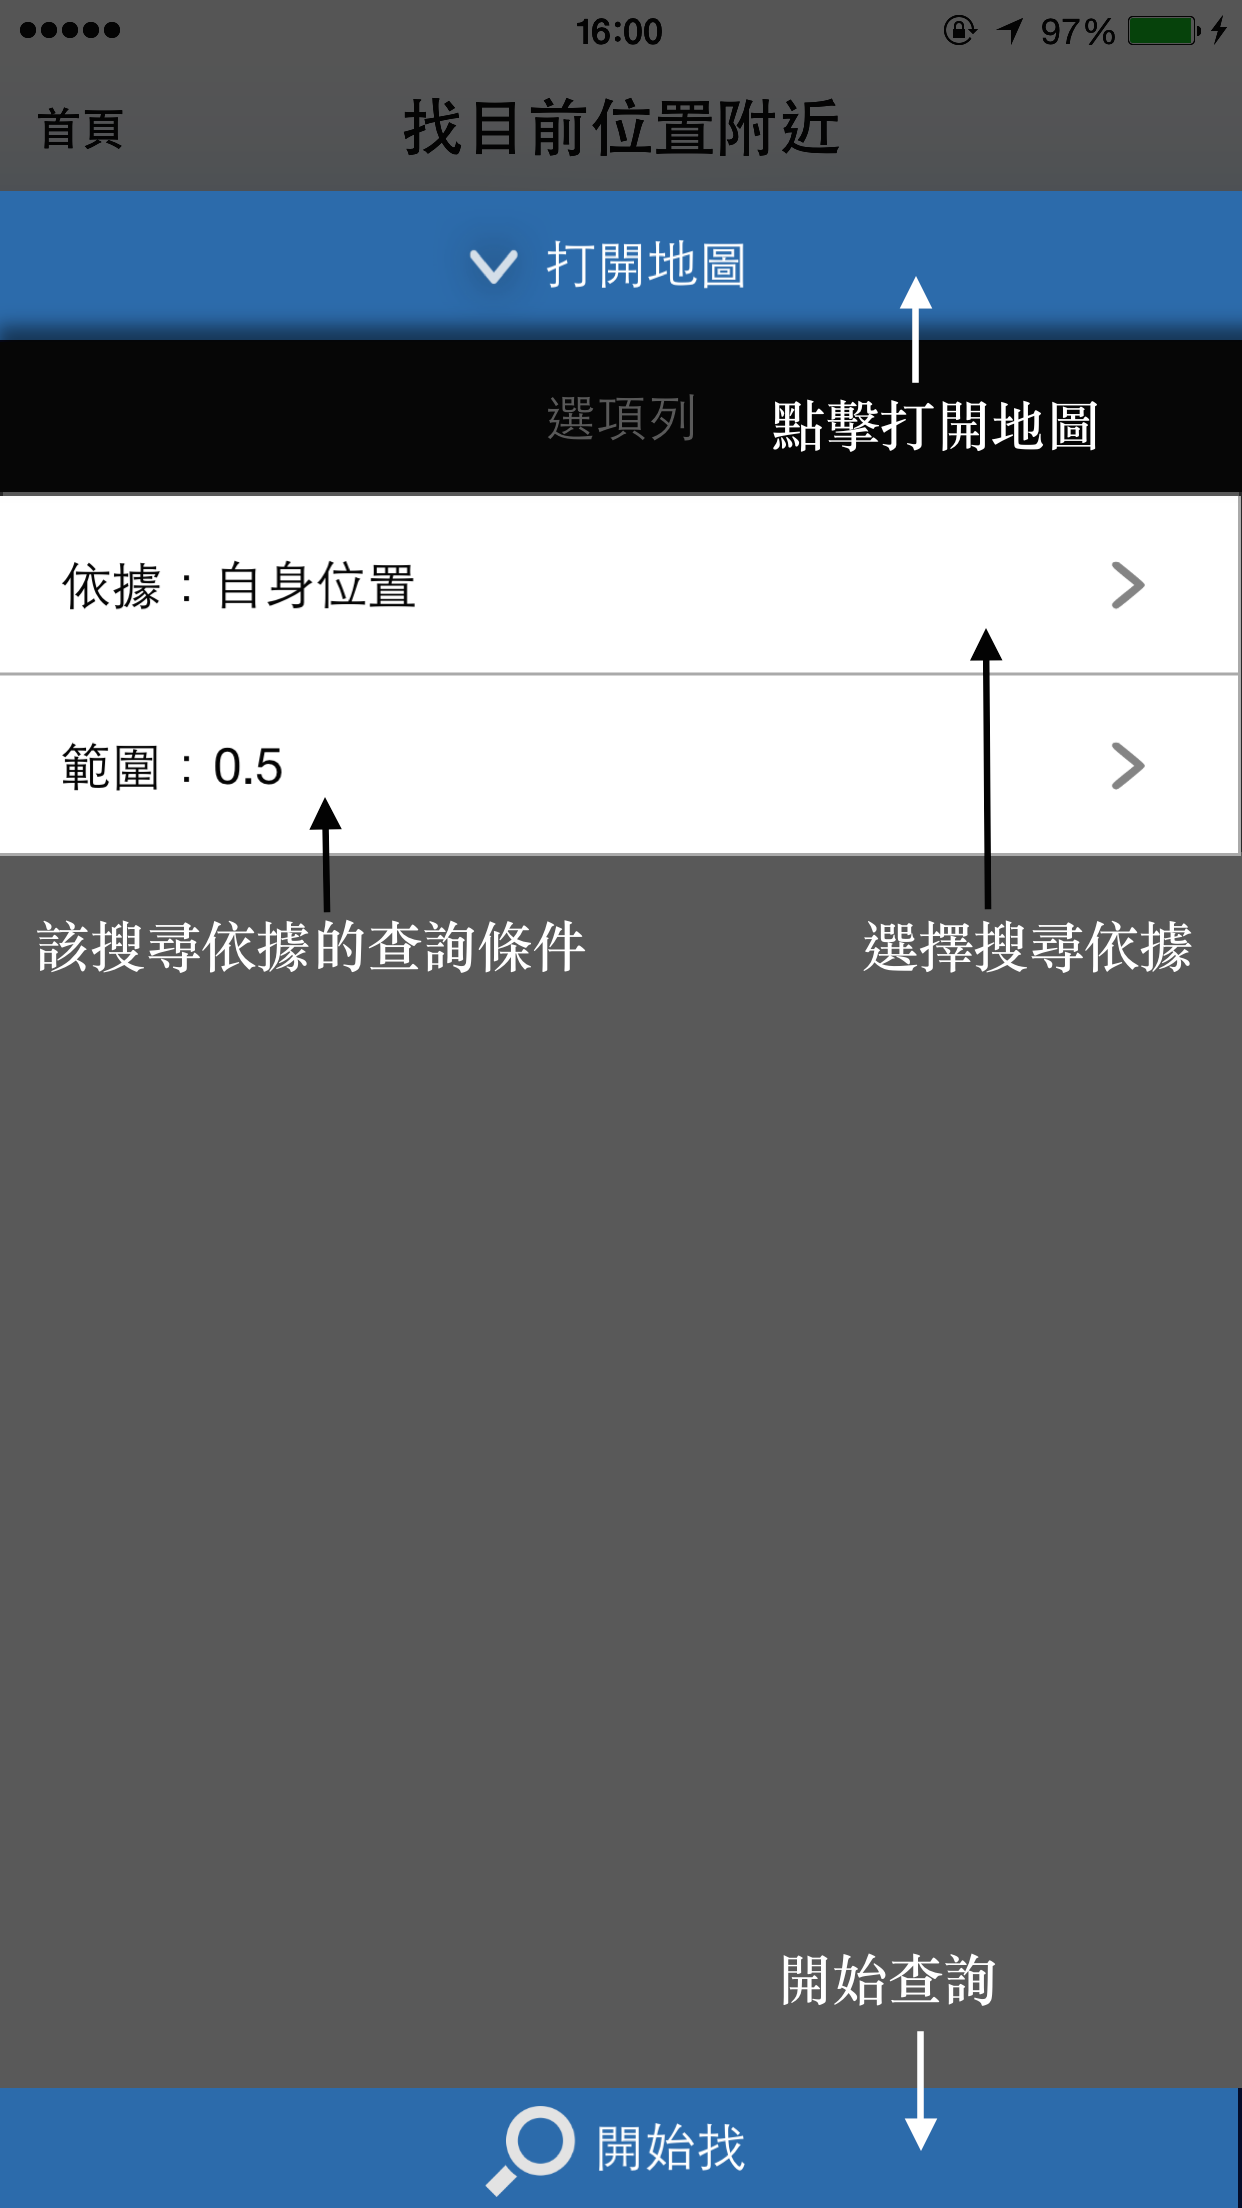 16:00
97%
首頁
找目前位置附近
打開地圖
選項列
點擊打開地圖
依據：自身位置
範圍：0.5
該搜尋依據的查詢條件
選擇搜尋依據
開始查詢
開始找